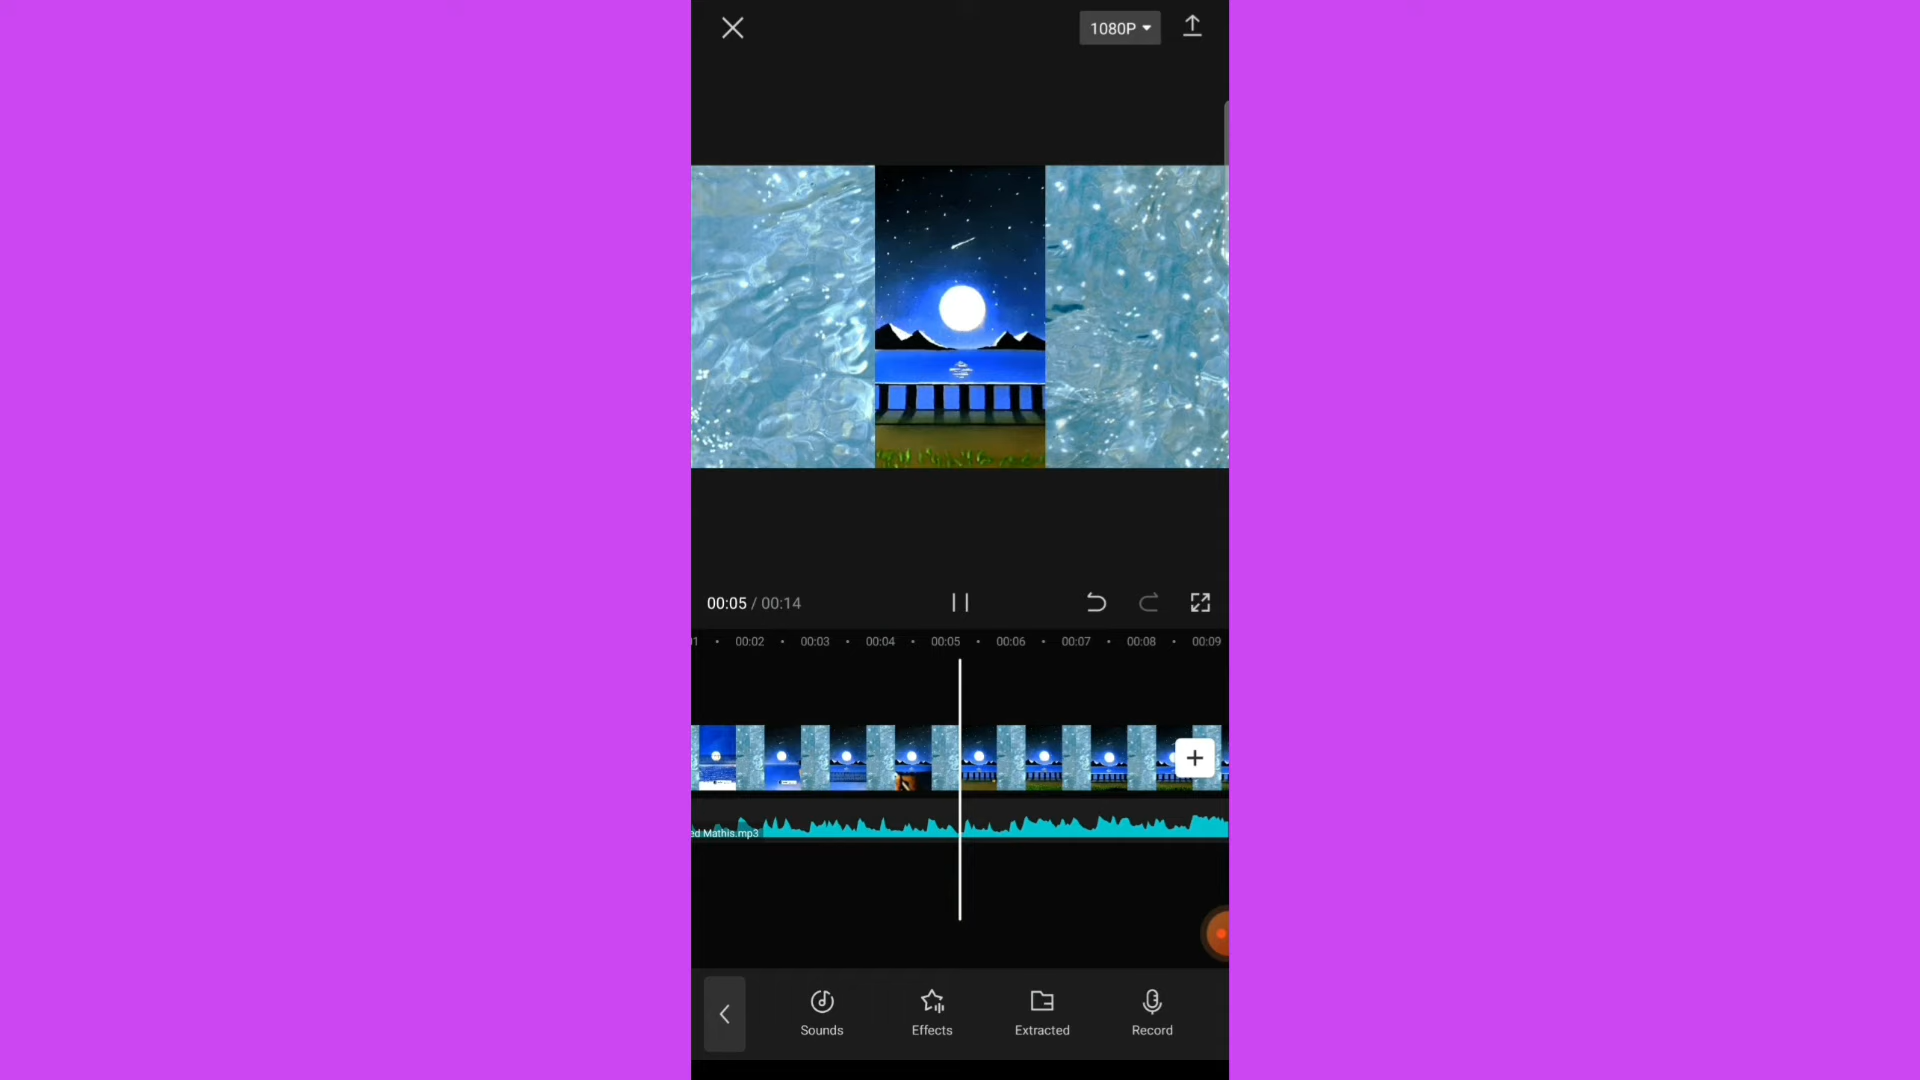 1080P
00:05 / 00:14
00:02 00:03 00:04 00:05 00:06 00:07 00:08 00:09
ed Mathis.mp3
Sounds Effects Extracted Record